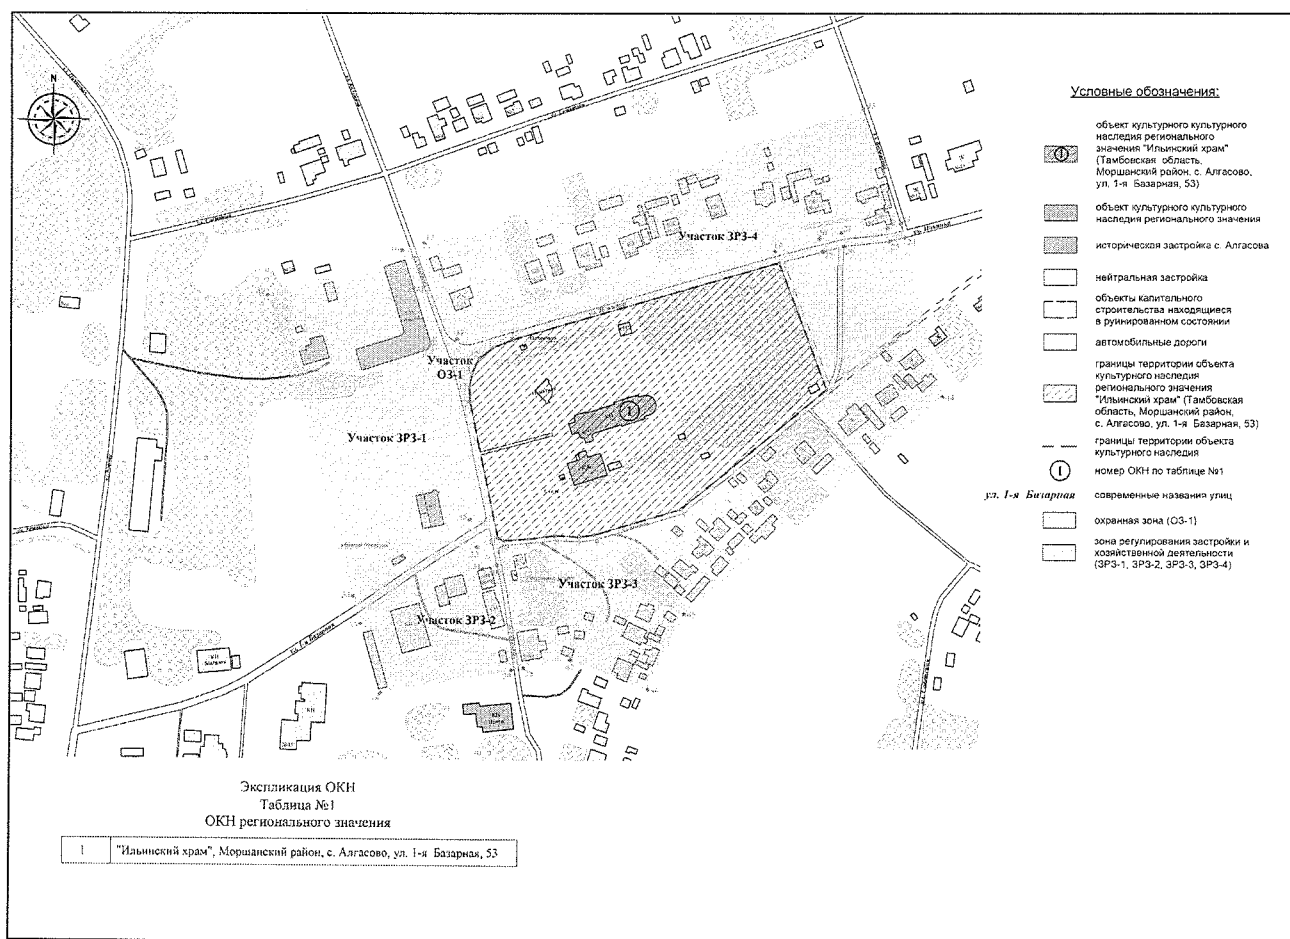 N
Участок ЗРЗ-4
Участок
ОЗ-1
Участок ЗРЗ-1
1
Участок ЗРЗ-3
Участок ЗРЗ-2
ул. 1-я Базарная
Условные обозначения:
1
объект культурного культурного
наследия регионального
значения "Ильинский храм"
(Тамбовская область,
Моршанский район, с. Алгасово,
ул. 1-я Базарная, 53)
объект культурного культурного
наследия регионального значения
историческая застройка с. Алгасова
нейтральная застройка
объекты капитального
строительства находящиеся
в руинированном состоянии
автомобильные дороги
границы территории объекта
культурного наследия
регионального значения
"Ильинский храм" (Тамбовская
область, Моршанский район,
с. Алгасово, ул. 1-я Базарная, 53)
границы территории объекта
культурного наследия
1 номер ОКН по таблице №1
ул. 1-я Базарная современные названия улиц
охранная зона (ОЗ-1)
зона регулирования застройки и
хозяйственной деятельности
(ЗРЗ-1, ЗРЗ-2, ЗРЗ-3, ЗРЗ-4)
Экспликация ОКН
Таблица №1
ОКН регионального значения
1 "Ильинский храм", Моршанский район, с. Алгасово, ул. 1-я Базарная, 53